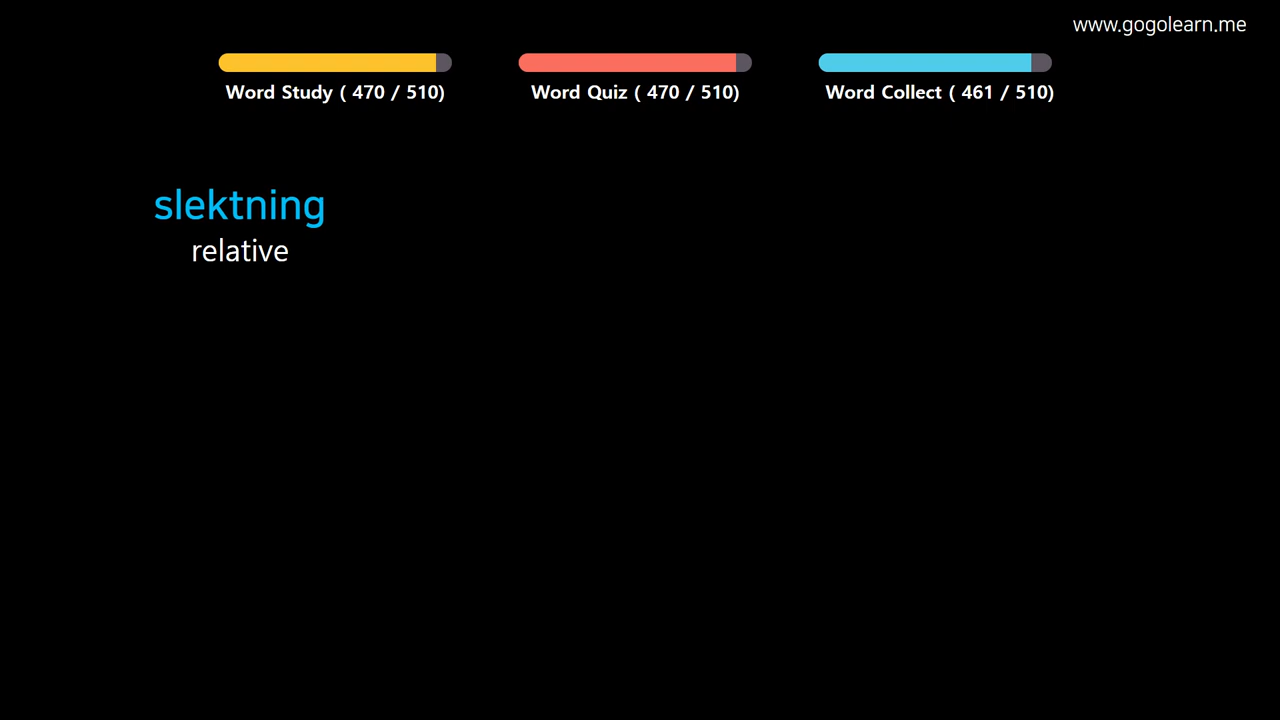 www.gogolearn.me
Word Study ( 470 / 510)
Word Quiz ( 470 / 510)
Word Collect ( 461 / 510)
slektning
relative